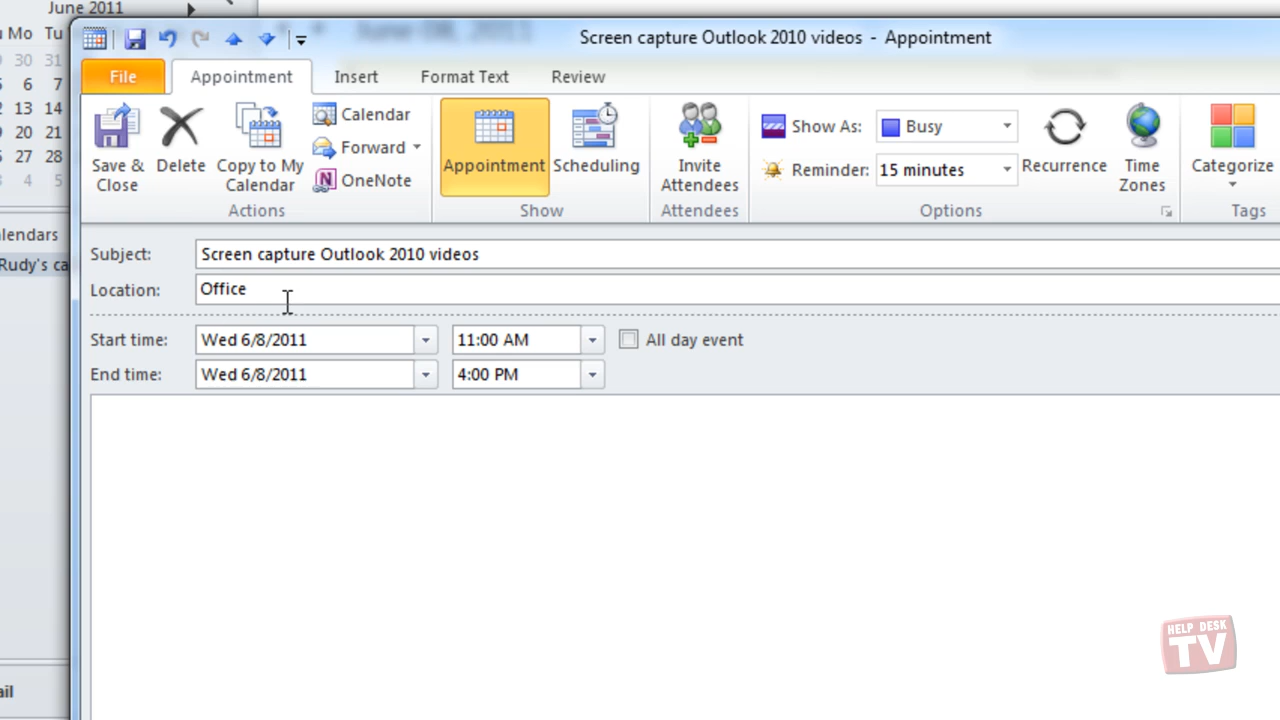 June 2011
Mo Tu
30 31
6 7
13 14
20 21
27 28
4 5
Rudy's ca
June 08, 2011
Screen capture Outlook 2010 videos - Appointment
File Appointment Insert Format Text Review
Save & Close
Delete
Copy to My Calendar
Calendar
Forward
OneNote
Actions
Appointment
Scheduling
Show
Invite Attendees
Attendees
Show As: Busy
Reminder: 15 minutes
Recurrence
Time Zones
Options
Categorize
Tags
Subject: Screen capture Outlook 2010 videos
Location: Office
Start time: Wed 6/8/2011 11:00 AM All day event
End time: Wed 6/8/2011 4:00 PM
HELP DESK
TV